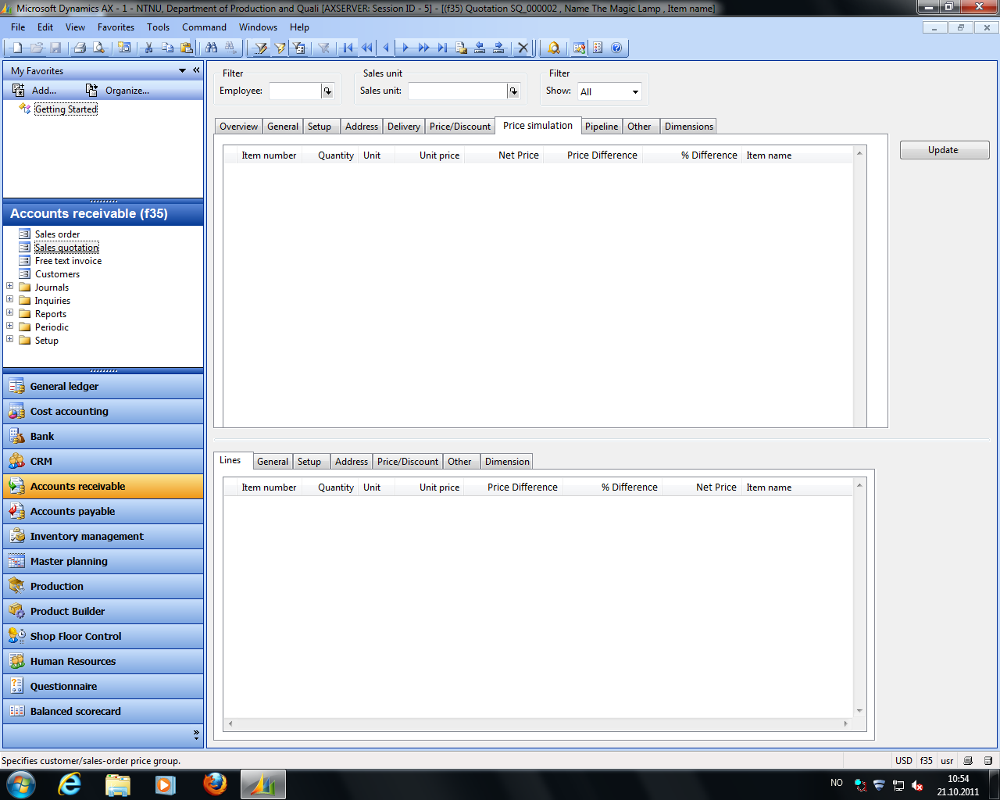 Microsoft Dynamics AX - 1 - NTNU, Department of Production and Quali [AXSERVER: Session ID - 5] - [(f35) Quotation SQ_000002 , Name The Magic Lamp , Item name]
File Edit View Favorites Tools Command Windows Help
My Favorites
Add... Organize...
Getting Started
Accounts receivable (f35)
Sales order
Sales quotation
Free text invoice
Customers
Journals
Inquiries
Reports
Periodic
Setup
General ledger
Cost accounting
Bank
CRM
Accounts receivable
Accounts payable
Inventory management
Master planning
Production
Product Builder
Shop Floor Control
Human Resources
Questionnaire
Balanced scorecard
Filter Sales unit Filter
Employee: Sales unit: Show: All
Overview General Setup Address Delivery Price/Discount Price simulation Pipeline Other Dimensions
Item number Quantity Unit Unit price Net Price Price Difference % Difference Item name
Update
Lines General Setup Address Price/Discount Other Dimension
Item number Quantity Unit Unit price Price Difference % Difference Net Price Item name
Specifies customer/sales-order price group. USD f35 usr
NO 10:54
21.10.2011